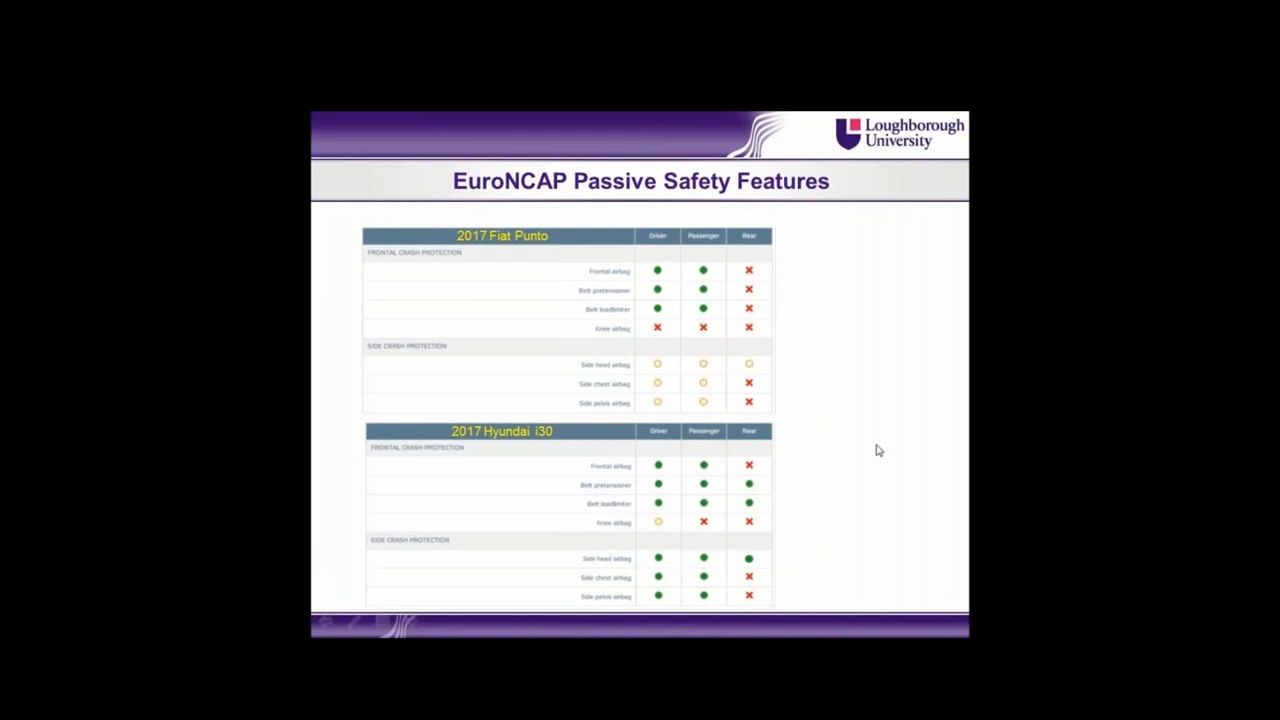 Loughborough
University
EuroNCAP Passive Safety Features
2017 Fiat Punto Driver Passenger Rear
FRONTAL CRASH PROTECTION
Frontal airbag
Belt pretensioner
Belt loadlimiter
Knee airbag
SIDE CRASH PROTECTION
Side head airbag
Side chest airbag
Side pelvis airbag
2017 Hyundai i30 Driver Passenger Rear
FRONTAL CRASH PROTECTION
Frontal airbag
Belt pretensioner
Belt loadlimiter
Knee airbag
SIDE CRASH PROTECTION
Side head airbag
Side chest airbag
Side pelvis airbag